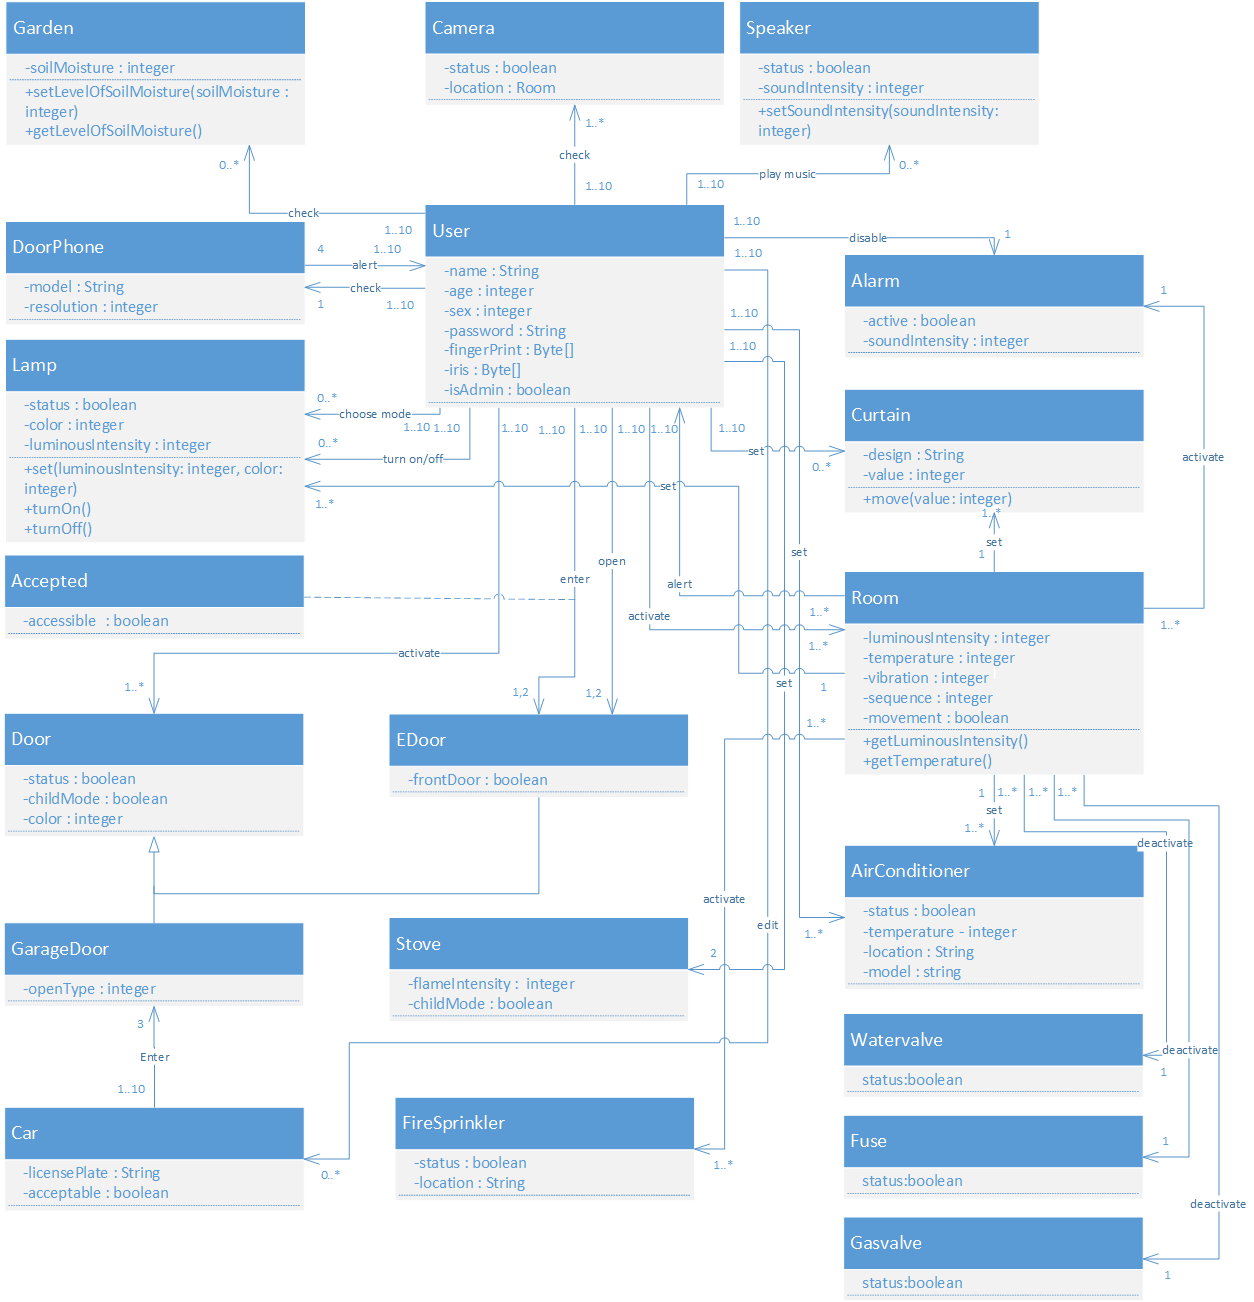 Garden
-soilMoisture : integer
+setLevelOfSoilMoisture(soilMoisture :
integer)
+getLevelOfSoilMoisture()
Camera
-status : boolean
-location : Room
Speaker
-status : boolean
-soundIntensity : integer
+setSoundIntensity(soundIntensity:
integer)
0..*
check
1..10
1..*
check
1..10
1..10
play music
0..*
DoorPhone
-model : String
-resolution : integer
4
1..10
alert
check
1
1..10
User
-name : String
-age : integer
-sex : integer
-password : String
-fingerPrint : Byte[]
-iris : Byte[]
-isAdmin : boolean
1..10
disable
1
1..10
1..10
1..10
Alarm
-active : boolean
-soundIntensity : integer
1
activate
1..*
Lamp
-status : boolean
-color : integer
-luminousIntensity : integer
+set(luminousIntensity: integer, color:
integer)
+turnOn()
+turnOff()
0..*
choose mode
1..10
1..10
1..10
1..10
1..10
1..10
1..10
1..10
0..*
turn on/off
set
1..*
set
0..*
Curtain
-design : String
-value : integer
+move(value: integer)
1..*
set
1
Accepted
-accessible : boolean
enter
open
alert
1..*
activate
1..*
set
Room
-luminousIntensity : integer
-temperature : integer
-vibration : integer
-sequence : integer
-movement : boolean
+getLuminousIntensity()
+getTemperature()
activate
1..*
1,2
1,2
set
1
1..*
Door
-status : boolean
-childMode : boolean
-color : integer
EDoor
-frontDoor : boolean
1
1..*
1..*
1..*
set
1..*
deactivate
AirConditioner
-status : boolean
-temperature - integer
-location : String
-model : string
1..*
activate
edit
GarageDoor
-openType : integer
Stove
-flameIntensity : integer
-childMode : boolean
2
3
Enter
1..10
Watervalve
status:boolean
deactivate
1
Car
-licensePlate : String
-acceptable : boolean
0..*
FireSprinkler
-status : boolean
-location : String
1..*
Fuse
status:boolean
1
deactivate
Gasvalve
status:boolean
1